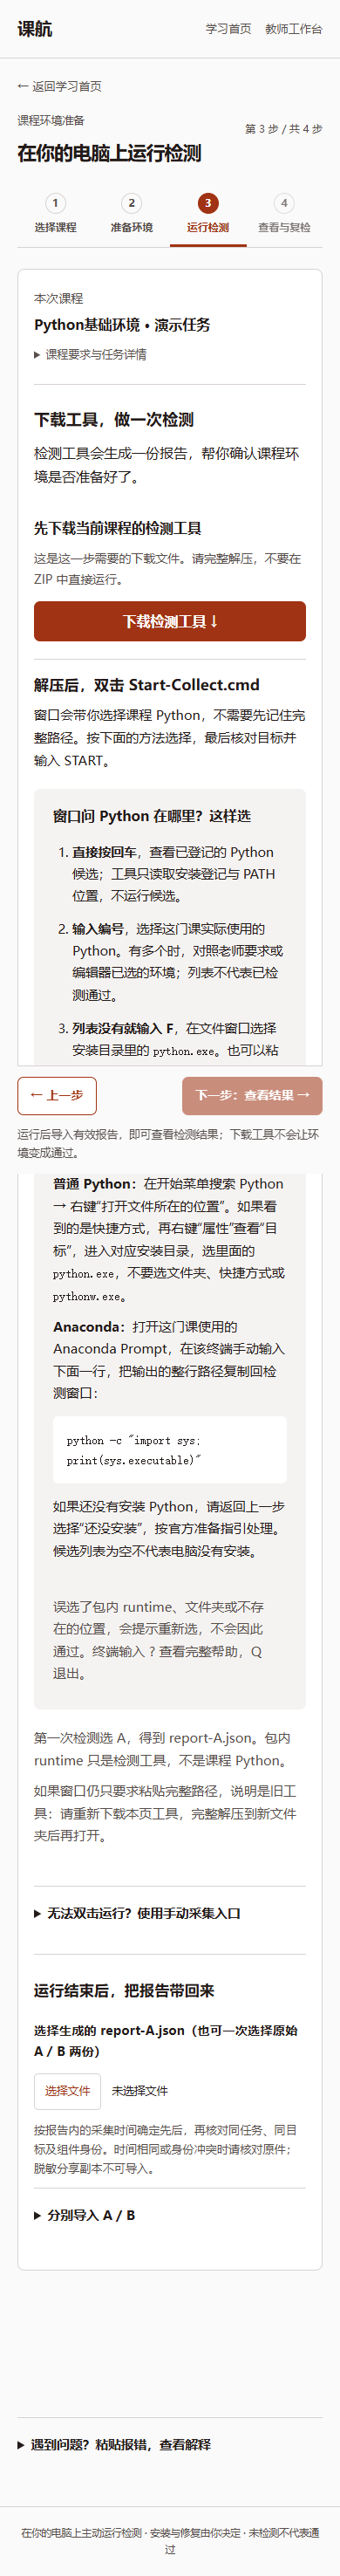 课航
学习首页 教师工作台
← 返回学习首页
课程环境准备
第 3 步 / 共 4 步
在你的电脑上运行检测
1 2 3 4
选择课程 准备环境 运行检测 查看与复检
本次课程
Python基础环境 · 演示任务
▶ 课程要求与任务详情
下载工具，做一次检测
检测工具会生成一份报告，帮你确认课程环
境是否准备好了。
先下载当前课程的检测工具
这是这一步需要的下载文件。请完整解压，不要在
ZIP 中直接运行。
下载检测工具 ↓
解压后，双击 Start-Collect.cmd
窗口会带你选择课程 Python，不需要先记住完
整路径。按下面的方法选择，最后核对目标并
输入 START。
窗口问 Python 在哪里？这样选
1. 直接按回车，查看已登记的 Python
候选；工具只读取安装登记与 PATH
位置，不运行候选。
2. 输入编号，选择这门课实际使用的
Python。有多个时，对照老师要求或
编辑器已选的环境；列表不代表已检
测通过。
3. 列表没有就输入 F，在文件窗口选择
安装目录里的 python.exe。也可以粘
← 上一步 下一步：查看结果 →
运行后导入有效报告，即可查看检测结果；下载工具不会让环
境变成通过。
普通 Python：在开始菜单搜索 Python
→ 右键“打开文件所在的位置”。如果看
到的是快捷方式，再右键“属性”查看“目
标”，进入对应安装目录，选里面的
python.exe，不要选文件夹、快捷方式或
pythonw.exe。
Anaconda：打开这门课使用的
Anaconda Prompt，在该终端手动输入
下面一行，把输出的整行路径复制回检
测窗口：
python -c "import sys;
print(sys.executable)"
如果还没有安装 Python，请返回上一步
选择“还没安装”，按官方准备指引处理。
候选列表为空不代表电脑没有安装。
误选了包内 runtime、文件夹或不存
在的位置，会提示重新选，不会因此
通过。终端输入 ? 查看完整帮助，Q
退出。
第一次检测选 A，得到 report-A.json。包内
runtime 只是检测工具，不是课程 Python。
如果窗口仍只要求粘贴完整路径，说明是旧工
具：请重新下载本页工具，完整解压到新文件
夹后再打开。
▶ 无法双击运行？使用手动采集入口
运行结束后，把报告带回来
选择生成的 report-A.json（也可一次选择原始
A / B 两份）
选择文件 未选择文件
按报告内的采集时间确定先后，再核对同任务、同目
标及组件身份。时间相同或身份冲突时请核对原件；
脱敏分享副本不可导入。
▶ 分别导入 A / B
▶ 遇到问题？粘贴报错，查看解释
在你的电脑上主动运行检测 · 安装与修复由你决定 · 未检测不代表通
过